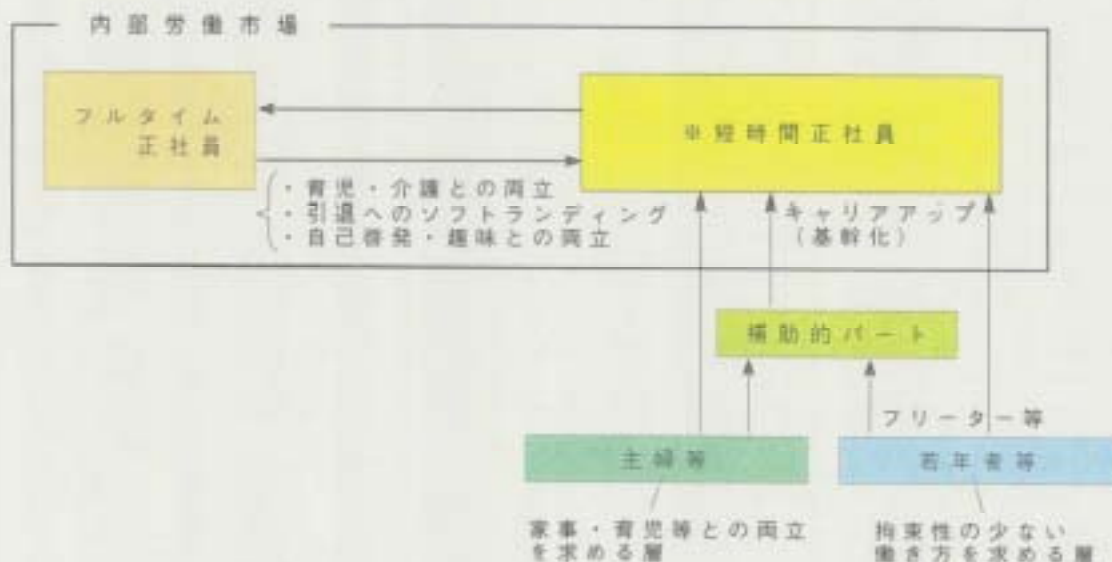 内部労働市場
フルタイム
正社員
※短時間正社員
・育児・介護との両立
・引退へのソフトランディング
・自己啓発・趣味との両立
キャリアアップ
(基幹化)
補助的パート
フリーター等
主婦等
若年者等
家事・育児等との両立
を求める層
拘束性の少ない
働き方を求める層